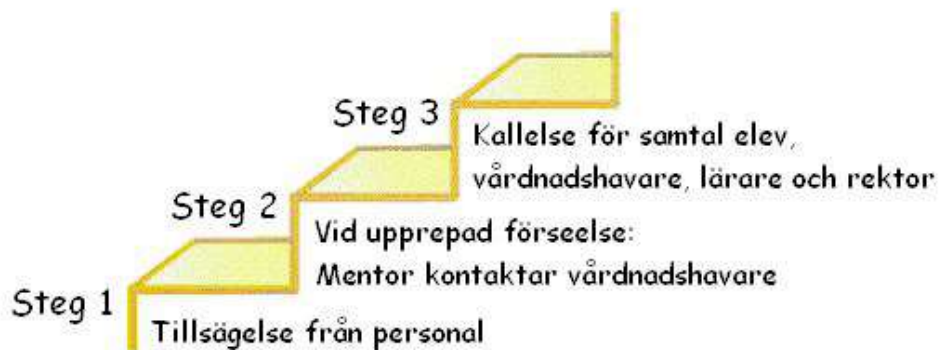 Steg 3
Kallelse för samtal elev,
vårdnadshavare, lärare och rektor
Steg 2
Vid upprepad förseelse:
Mentor kontaktar vårdnadshavare
Steg 1
Tillsägelse från personal